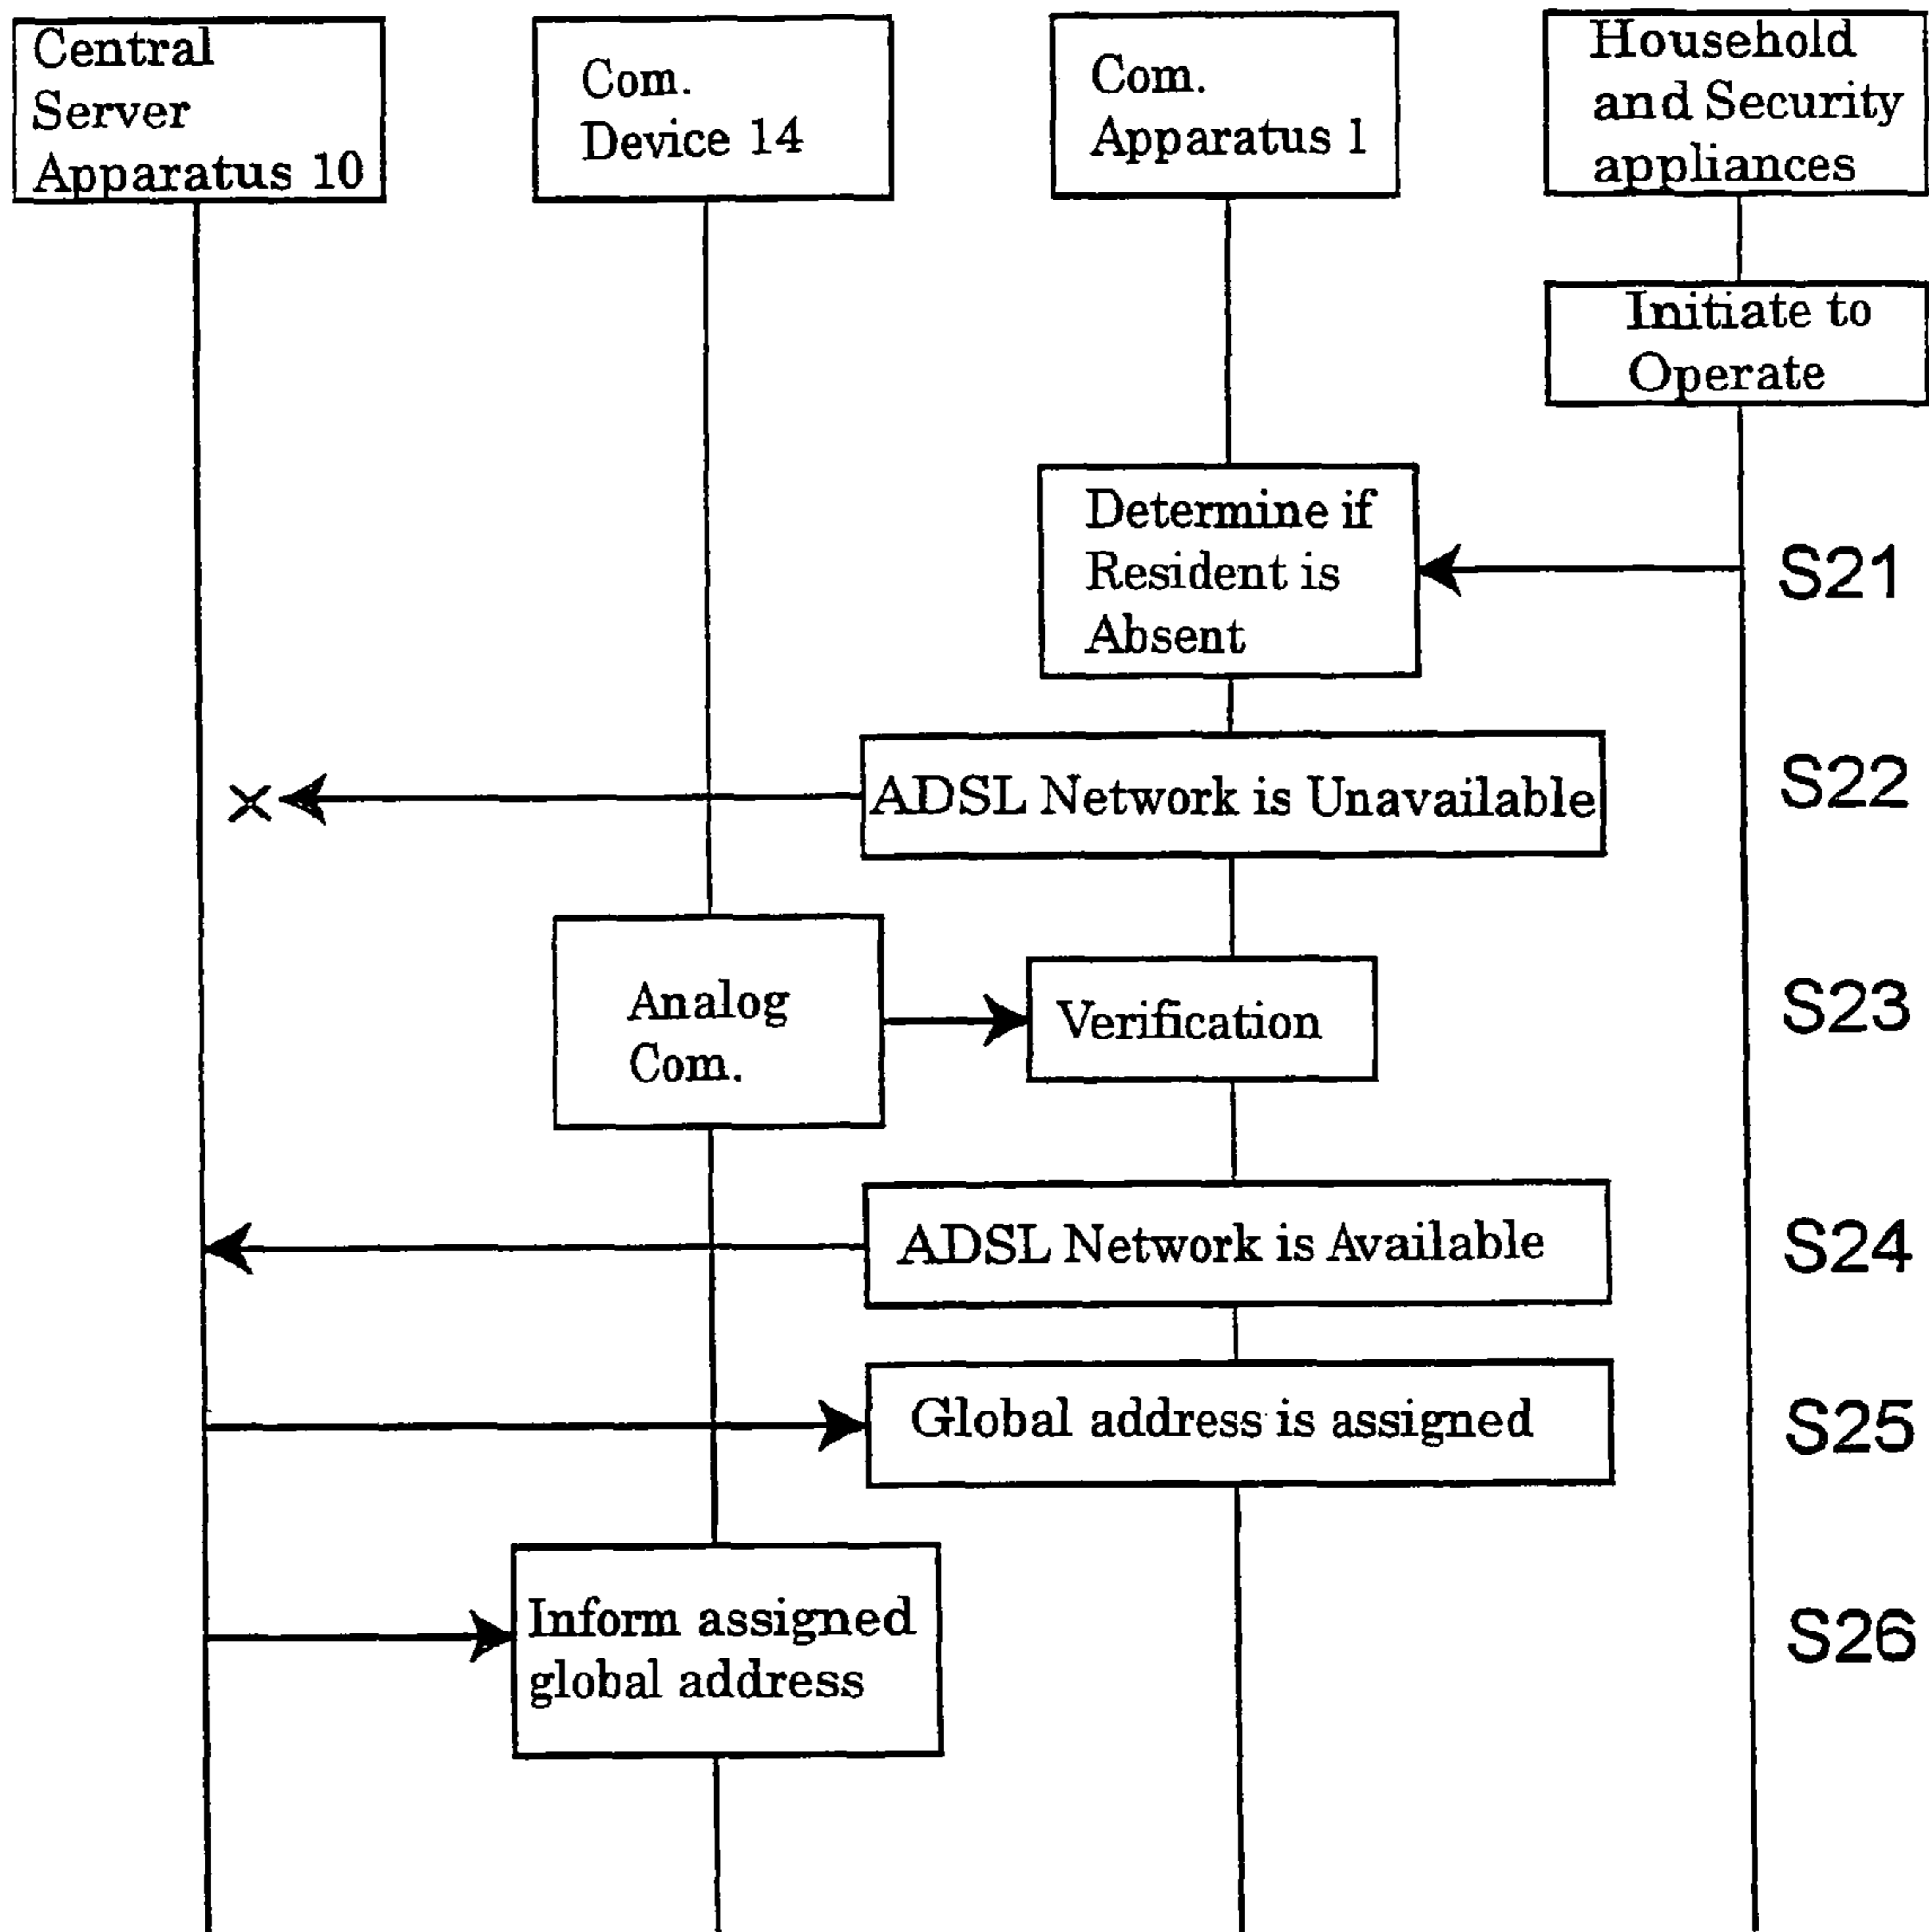 Central
Server
Apparatus 10
Com.
Device 14
Com.
Apparatus 1
Household
and Security
appliances
Initiate to
Operate
Determine if
Resident is
Absent
S21
ADSL Network is Unavailable
S22
Analog
Com.
Verification
S23
ADSL Network is Available
S24
Global address is assigned
S25
Inform assigned
global address
S26